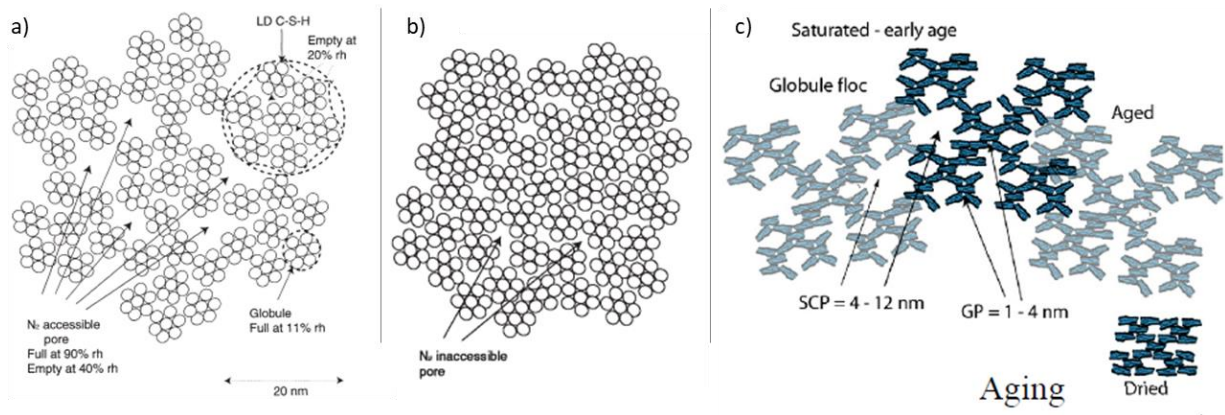 a)
LD C-S-H
Empty at
20% rh
N₂ accessible
pore
Full at 90% rh
Empty at 40% rh
Globule
Full at 11% rh
20 nm
b)
N₂ inaccessible
pore
c)
Saturated - early age
Globule floc
Aged
SCP = 4 - 12 nm
GP = 1 - 4 nm
Aging
Dried